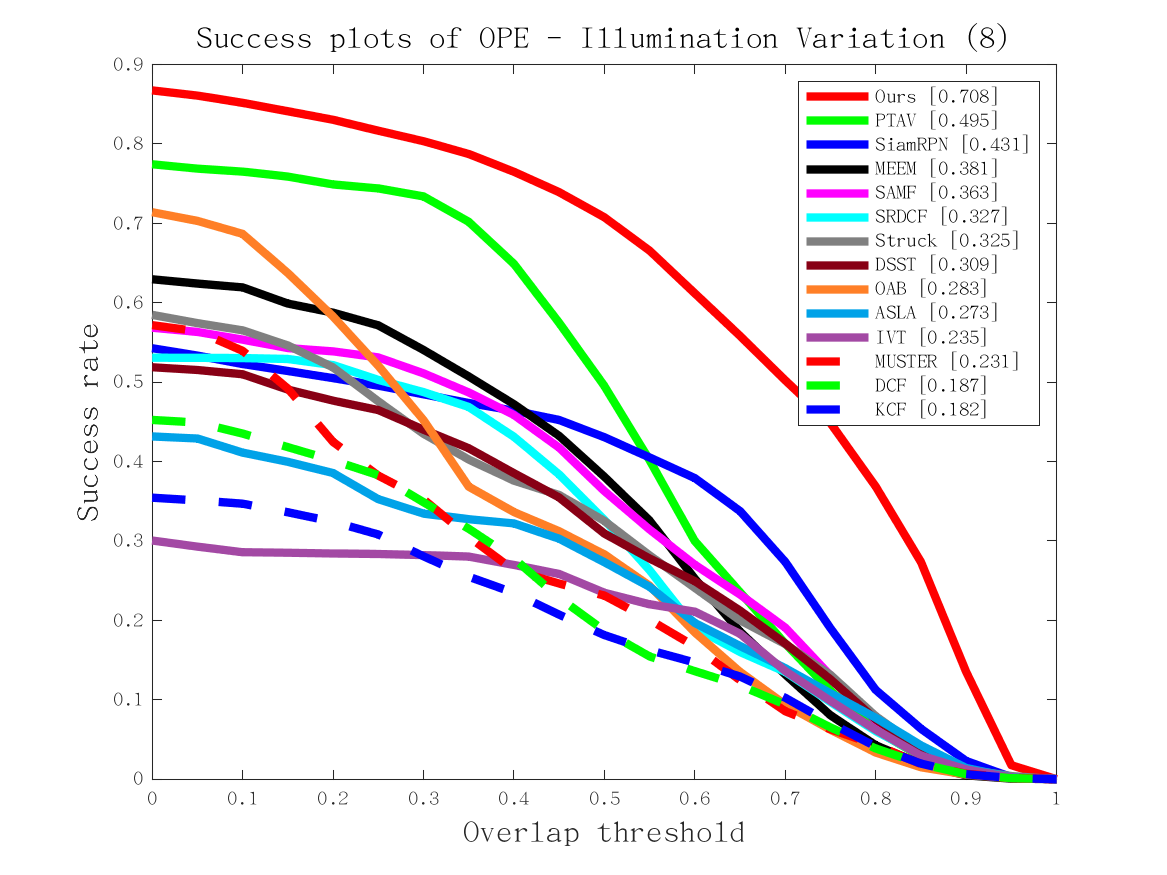 Success plots of OPE - Illumination Variation (8)
0.9
0.8
0.7
0.6
0.5
0.4
0.3
0.2
0.1
0
Success rate
Ours [0.708]
PTAV [0.495]
SiamRPN [0.431]
MEEM [0.381]
SAMF [0.363]
SRDCF [0.327]
Struck [0.325]
DSST [0.309]
OAB [0.283]
ASLA [0.273]
IVT [0.235]
MUSTER [0.231]
DCF [0.187]
KCF [0.182]
0 0.1 0.2 0.3 0.4 0.5 0.6 0.7 0.8 0.9 1
Overlap threshold